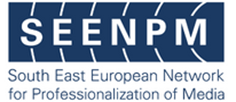 SEENPM
South East European Network
for Professionalization of Media